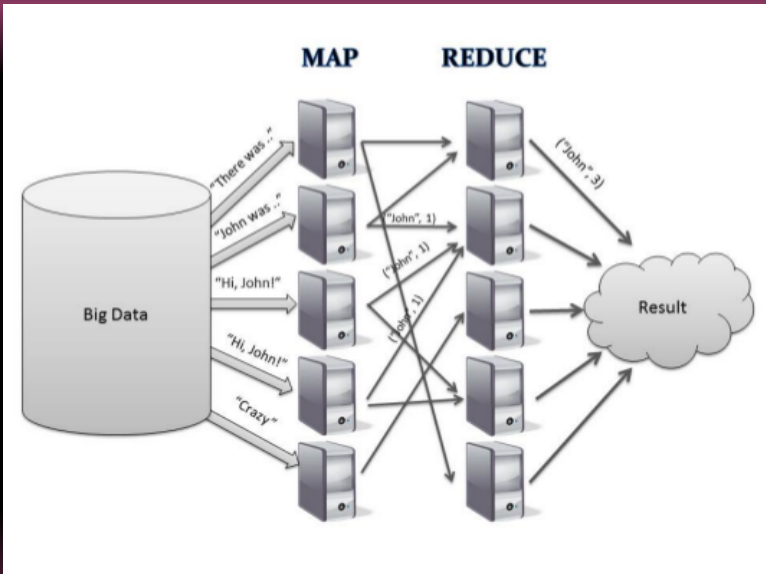 MAP
REDUCE
"There was .."
"John was .."
"Hi, John!"
"Hi, John!"
"Crazy"
Big Data
("John", 1)
("John", 1)
("John", 1)
("John", 3)
Result